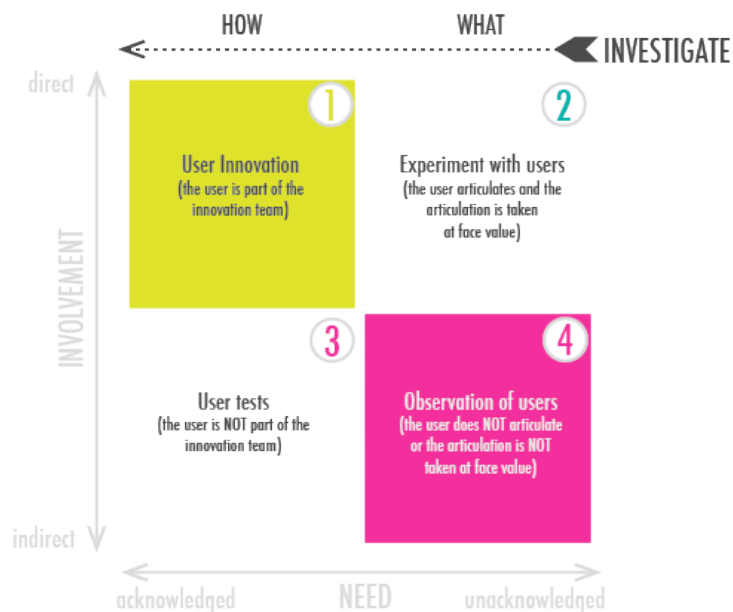 HOW
WHAT
INVESTIGATE
direct
1
2
User Innovation
(the user is part of the
innovation team)
Experiment with users
(the user articulates and the
articulation is taken
at face value)
INVOLVEMENT
3
4
User tests
(the user is NOT part of the
innovation team)
Observation of users
(the user does NOT articulate
or the articulation is NOT
taken at face value)
indirect
acknowledged
NEED
unacknowledged